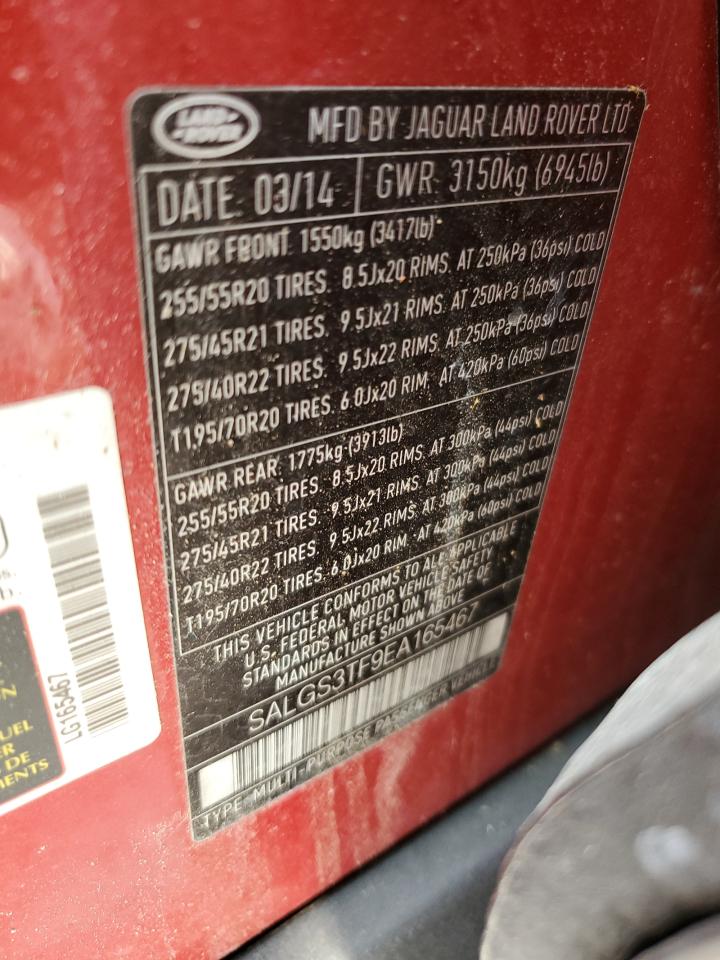 LAND-
-ROVER
MFD BY JAGUAR LAND ROVER LTD
DATE: 03/14
GWR: 3150kg (6945lb)
GAWR FRONT: 1550kg (3417lb)
255/55R20 TIRES. 8.5Jx20 RIMS. AT 250kPa (36psi) COLD
275/45R21 TIRES. 9.5Jx21 RIMS. AT 250kPa (36psi) COLD
275/40R22 TIRES. 9.5Jx22 RIMS. AT 250kPa (36psi) COLD
T195/70R20 TIRES. 6.0Jx20 RIM. AT 420kPa (60psi) COLD
GAWR REAR: 1775kg (3913lb)
255/55R20 TIRES. 8.5Jx20 RIMS. AT 300kPa (44psi) COLD
275/45R21 TIRES. 9.5Jx21 RIMS. AT 300kPa (44psi) COLD
275/40R22 TIRES. 9.5Jx22 RIMS. AT 300kPa (44psi) COLD
T195/70R20 TIRES. 6.0Jx20 RIM. AT 420kPa (60psi) COLD
THIS VEHICLE CONFORMS TO ALL APPLICABLE
U.S. FEDERAL MOTOR VEHICLE SAFETY
STANDARDS IN EFFECT ON THE DATE OF
MANUFACTURE SHOWN ABOVE
SALGS3TF9EA165467
TYPE: MULTI-PURPOSE PASSENGER VEHICLE
LG165467
ON
UEL
ER
DE
MENTS